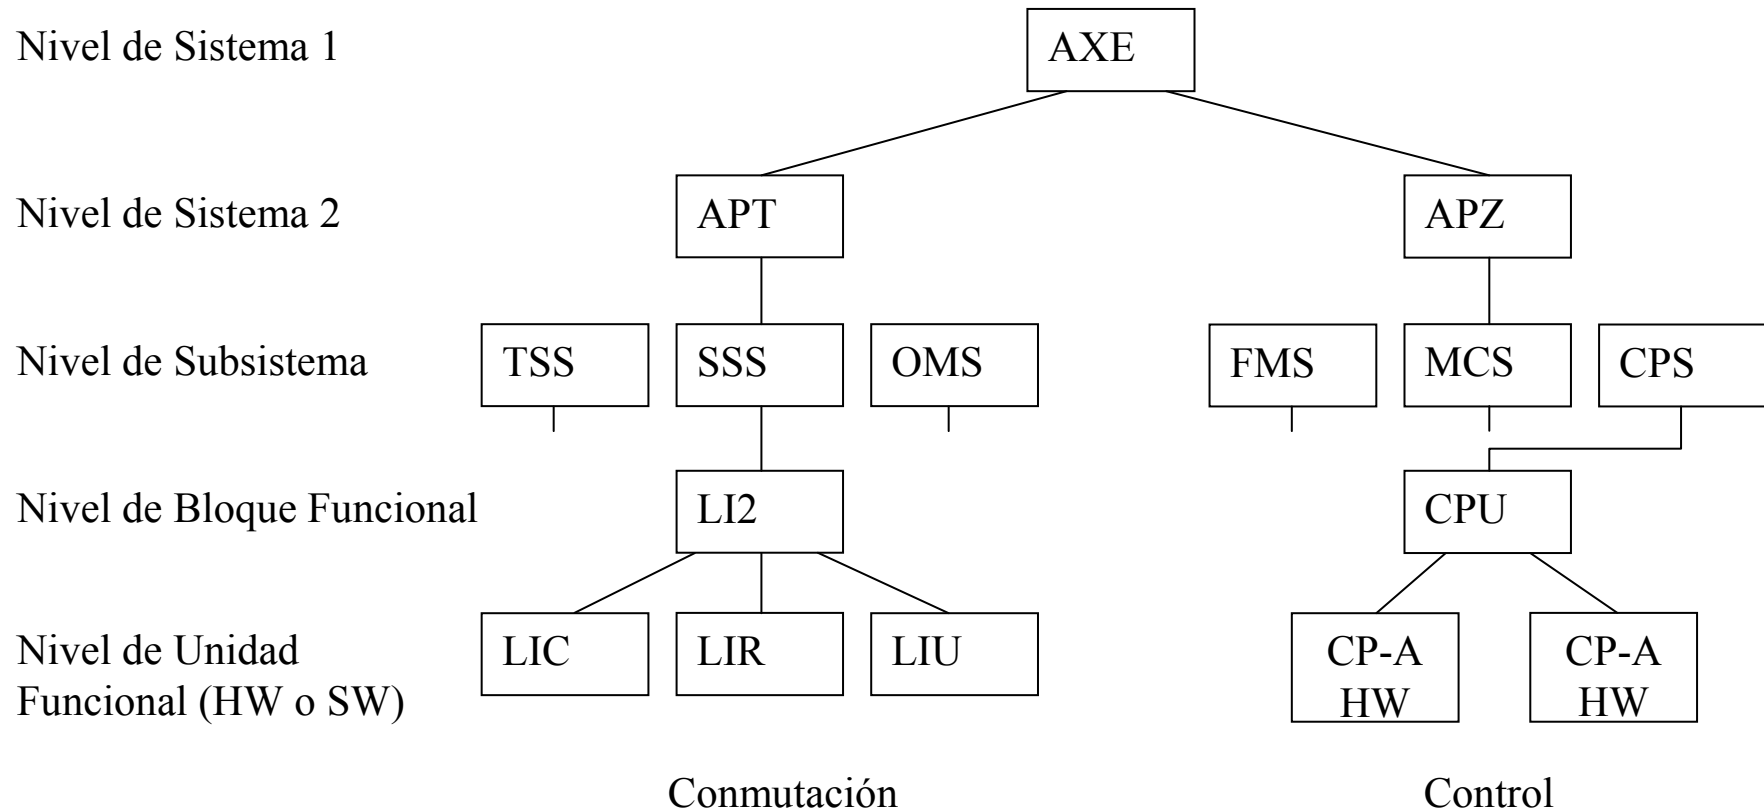 Nivel de Sistema 1
AXE
Nivel de Sistema 2
APT
APZ
Nivel de Subsistema
TSS
SSS
OMS
FMS
MCS
CPS
Nivel de Bloque Funcional
LI2
CPU
Nivel de Unidad
Funcional (HW o SW)
LIC
LIR
LIU
CP-A
HW
CP-A
HW
Conmutación
Control